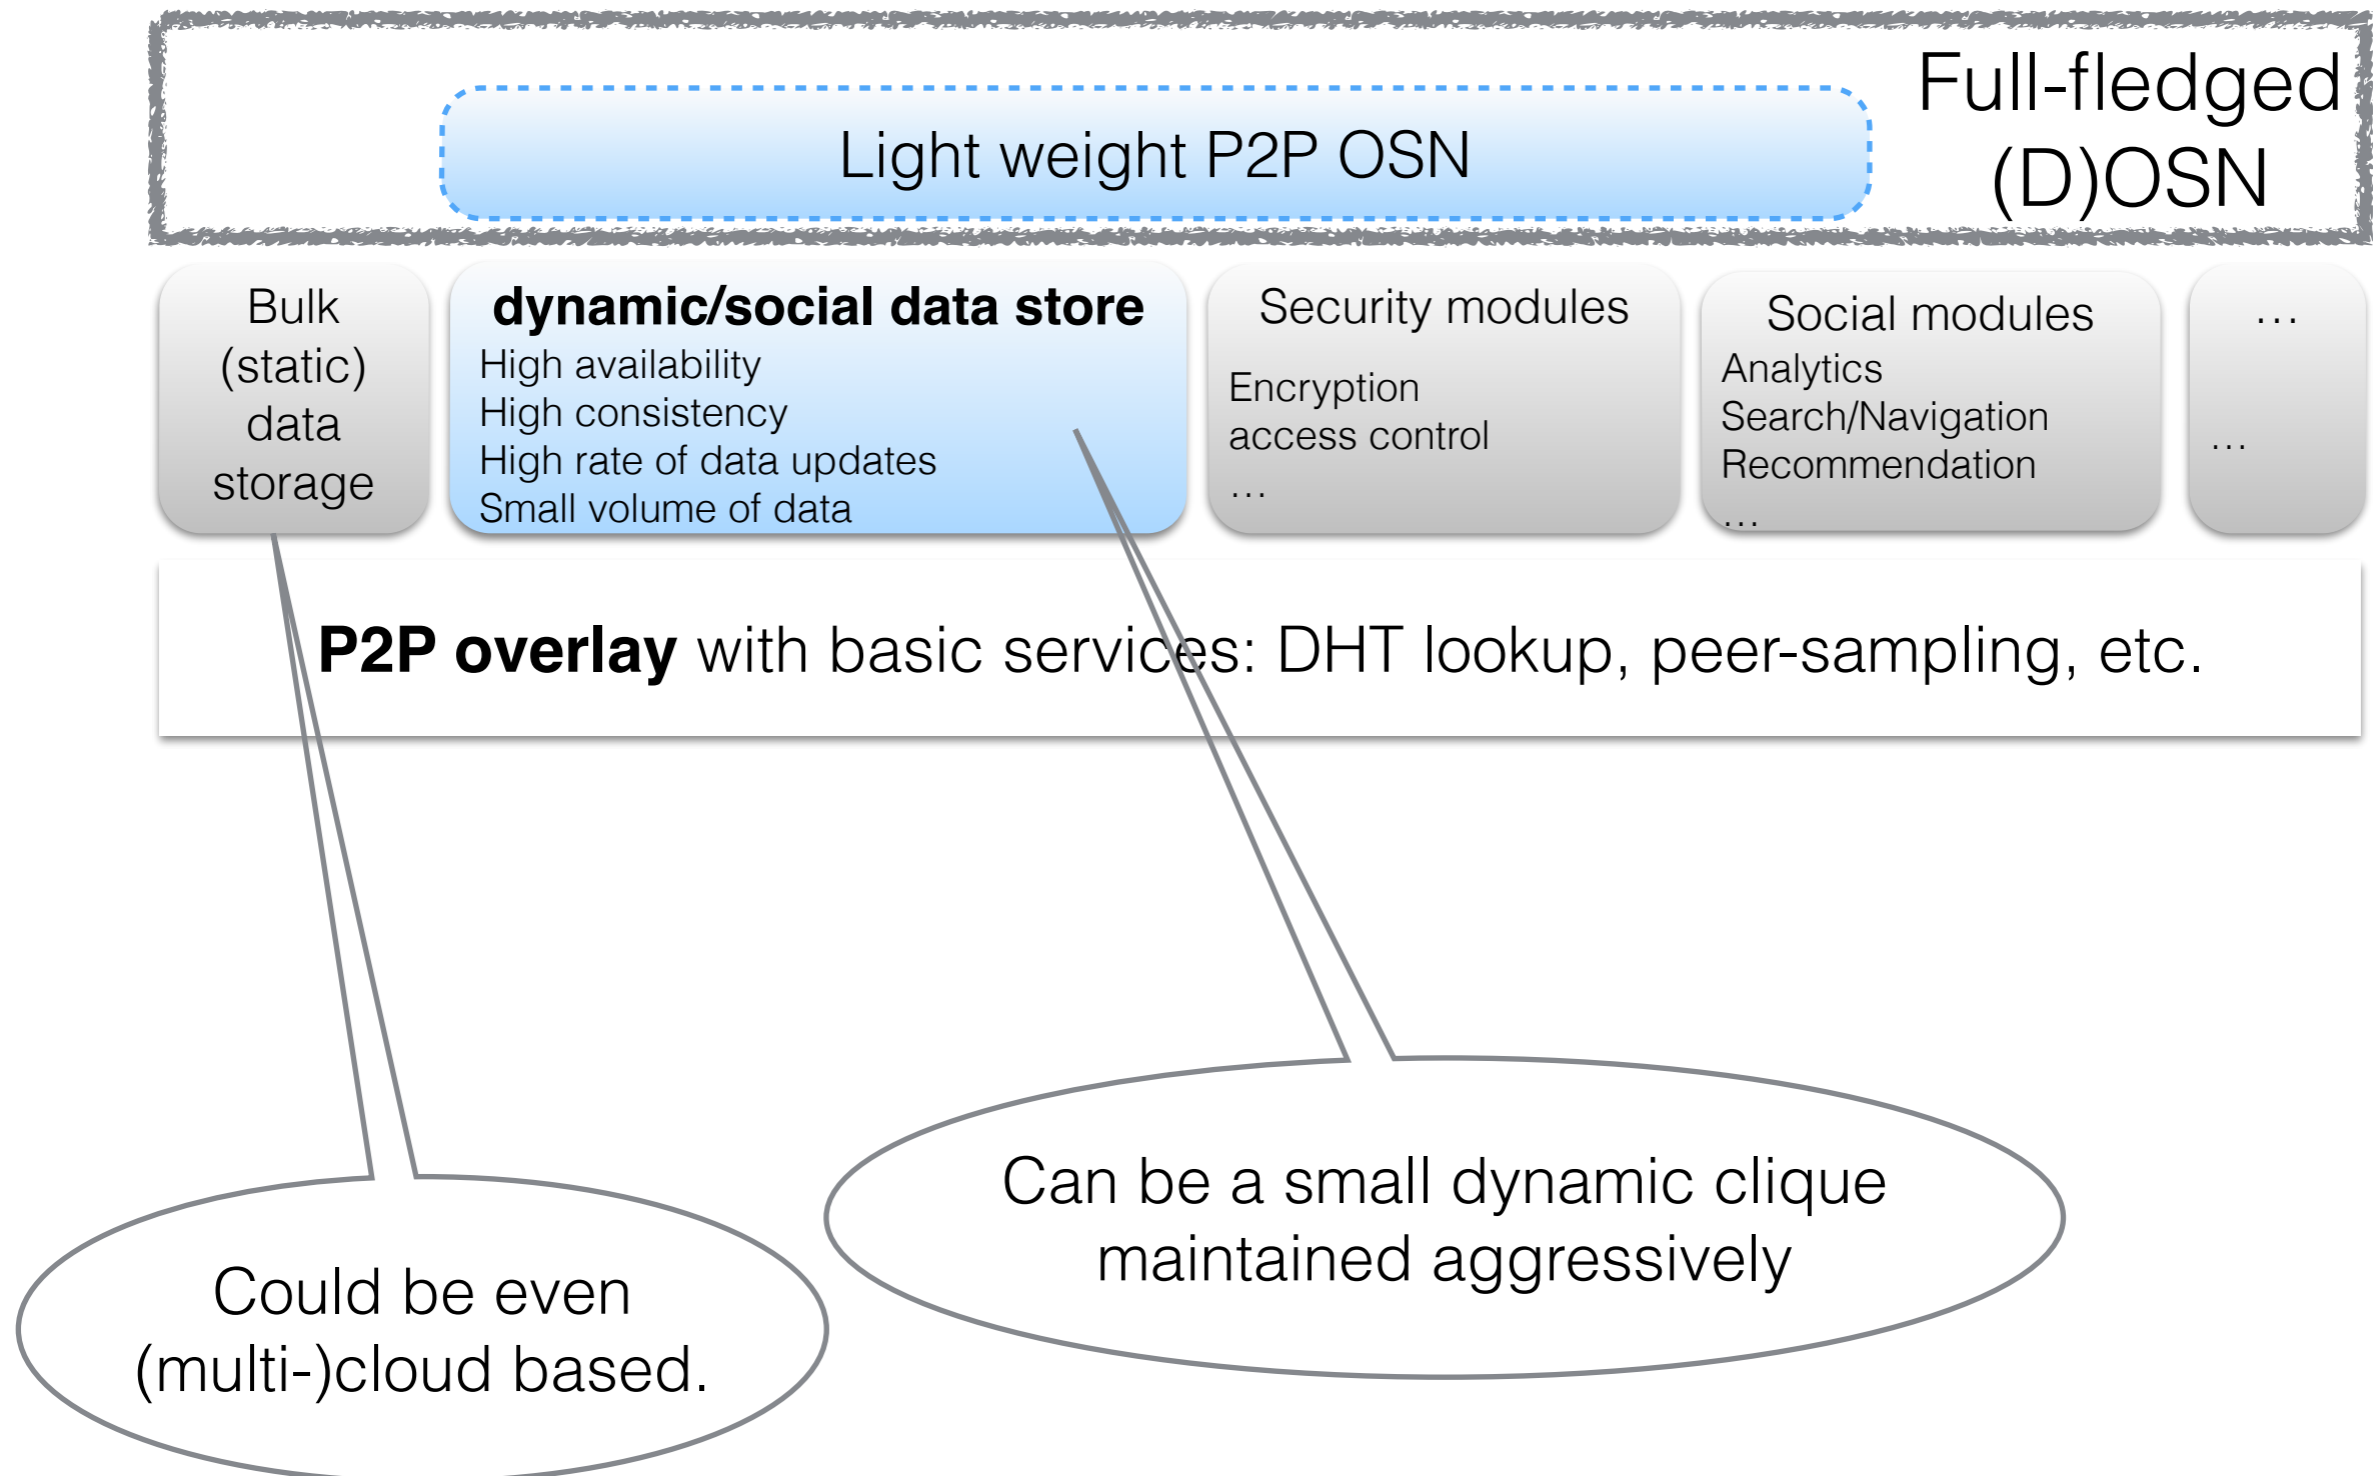 Full-fledged
(D)OSN
Light weight P2P OSN
Bulk
(static)
data
storage
dynamic/social data store
High availability
High consistency
High rate of data updates
Small volume of data
Security modules
Encryption
access control
…
Social modules
Analytics
Search/Navigation
Recommendation
…
…
…
P2P overlay with basic services: DHT lookup, peer-sampling, etc.
Can be a small dynamic clique
maintained aggressively
Could be even
(multi-)cloud based.